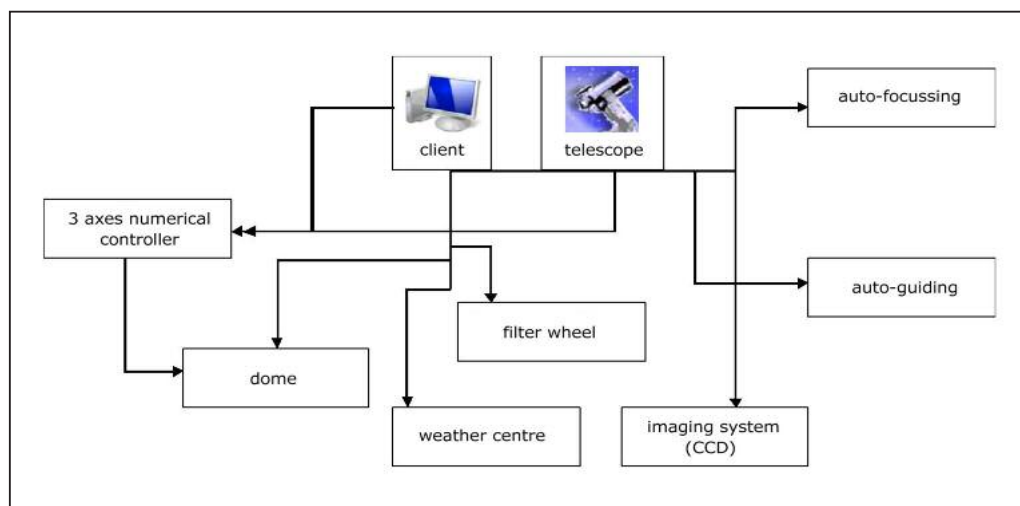 client
telescope
auto-focussing
3 axes numerical
controller
auto-guiding
filter wheel
dome
weather centre
imaging system
(CCD)